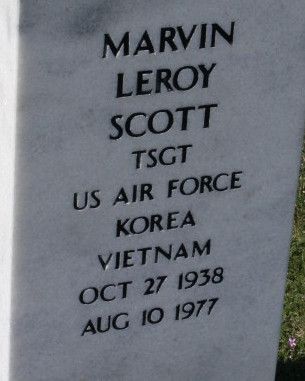 MARVIN
LEROY
SCOTT
TSGT
US AIR FORCE
KOREA
VIETNAM
OCT 27 1938
AUG 10 1977